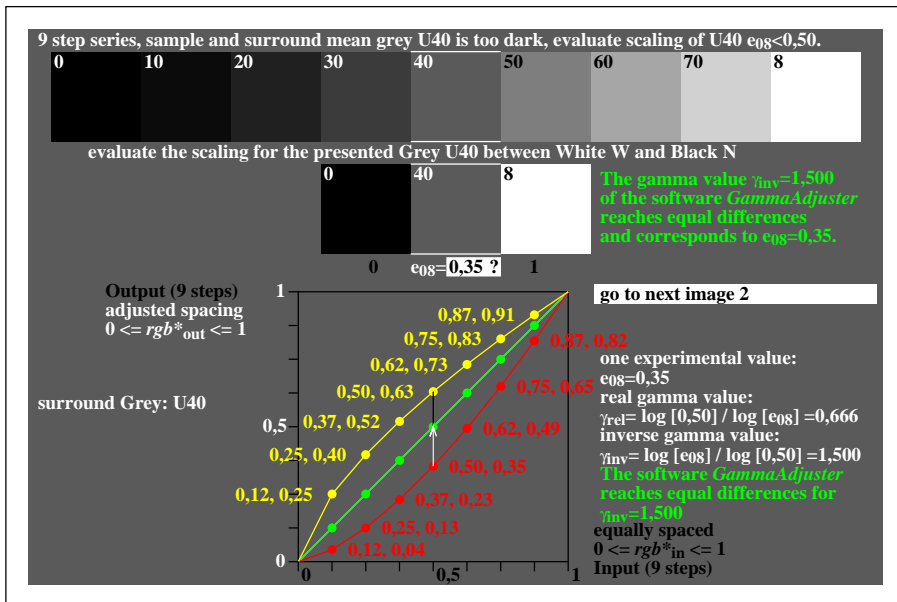 9 step series, sample and surround mean grey U40 is too dark, evaluate scaling of U40 e08<0,50.
0 10 20 30 40 50 60 70 8
evaluate the scaling for the presented Grey U40 between White W and Black N
0 40 8
The gamma value γinv=1,500
of the software GammaAdjuster
reaches equal differences
and corresponds to e08=0,35.
0 e08=0,35 ? 1
Output (9 steps)
adjusted spacing
0 <= rgb*out <= 1
surround Grey: U40
1
0,5
0
0,87, 0,91
0,75, 0,83
0,62, 0,73
0,50, 0,63
0,37, 0,52
0,25, 0,40
0,12, 0,25
0,87, 0,82
0,75, 0,65
0,62, 0,49
0,50, 0,35
0,37, 0,23
0,25, 0,13
0,12, 0,04
0 0,5 1
go to next image 2
one experimental value:
e08=0,35
real gamma value:
γrel= log [0,50] / log [e08] =0,666
inverse gamma value:
γinv= log [e08] / log [0,50] =1,500
The software GammaAdjuster
reaches equal differences for
γinv=1,500
equally spaced
0 <= rgb*in <= 1
Input (9 steps)